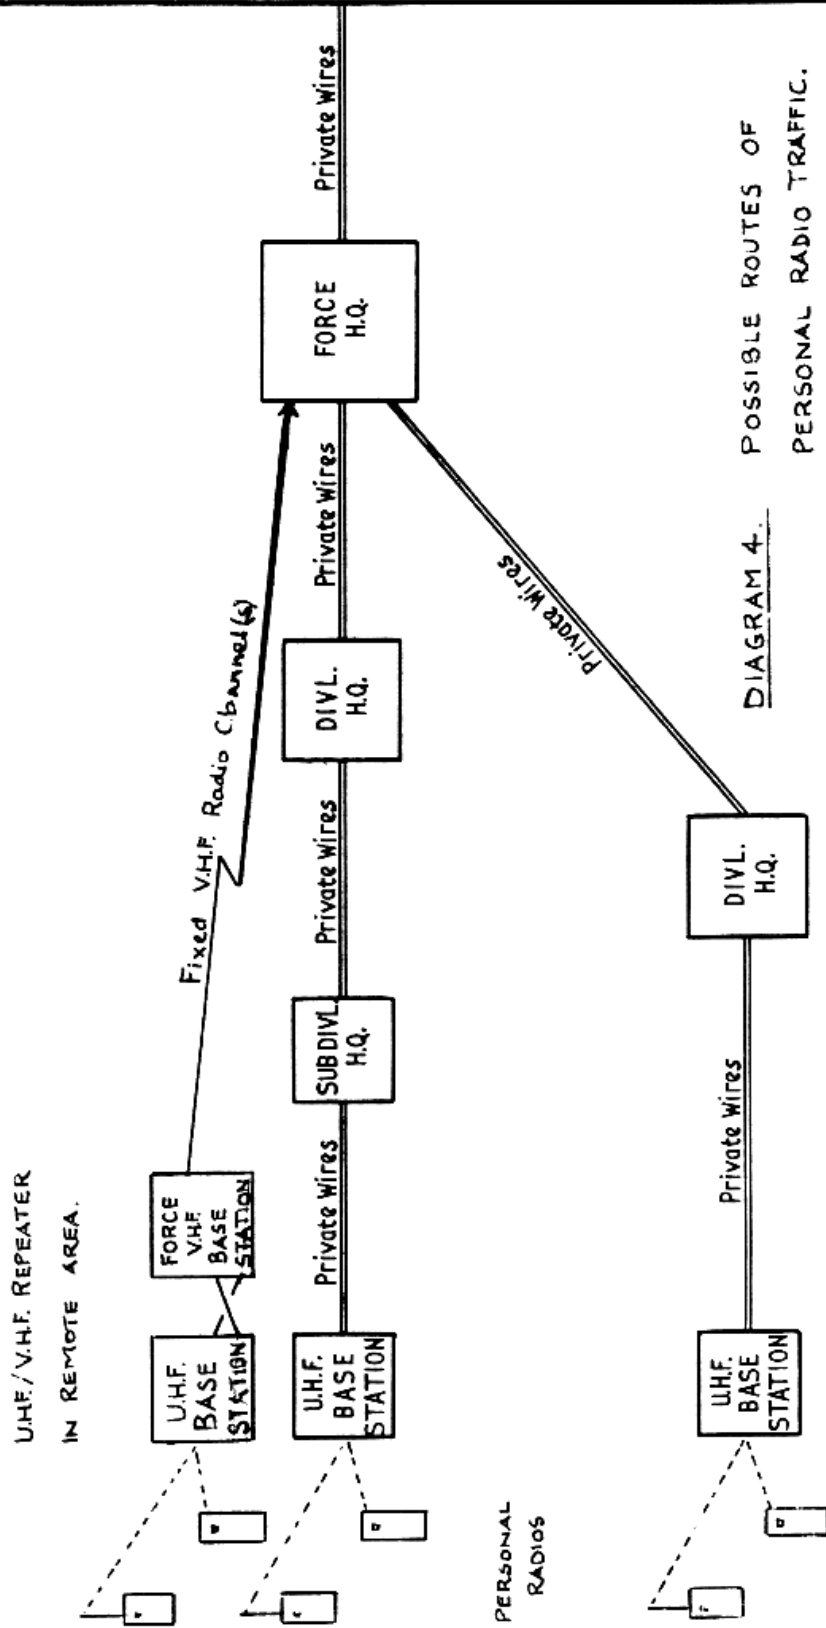 U.H.F./V.H.F. REPEATER
IN REMOTE AREA.
U.H.F.
BASE
STATION
FORCE
V.H.F.
BASE
STATION
Fixed V.H.F. Radio Channel(s)
U.H.F.
BASE
STATION
Private Wires
SUBDIVL.
H.Q.
Private Wires
DIVL.
H.Q.
Private Wires
FORCE
H.Q.
Private Wires
Private Wires
PERSONAL
RADIOS
U.H.F.
BASE
STATION
Private Wires
DIVL.
H.Q.
DIAGRAM 4. POSSIBLE ROUTES OF
PERSONAL RADIO TRAFFIC.